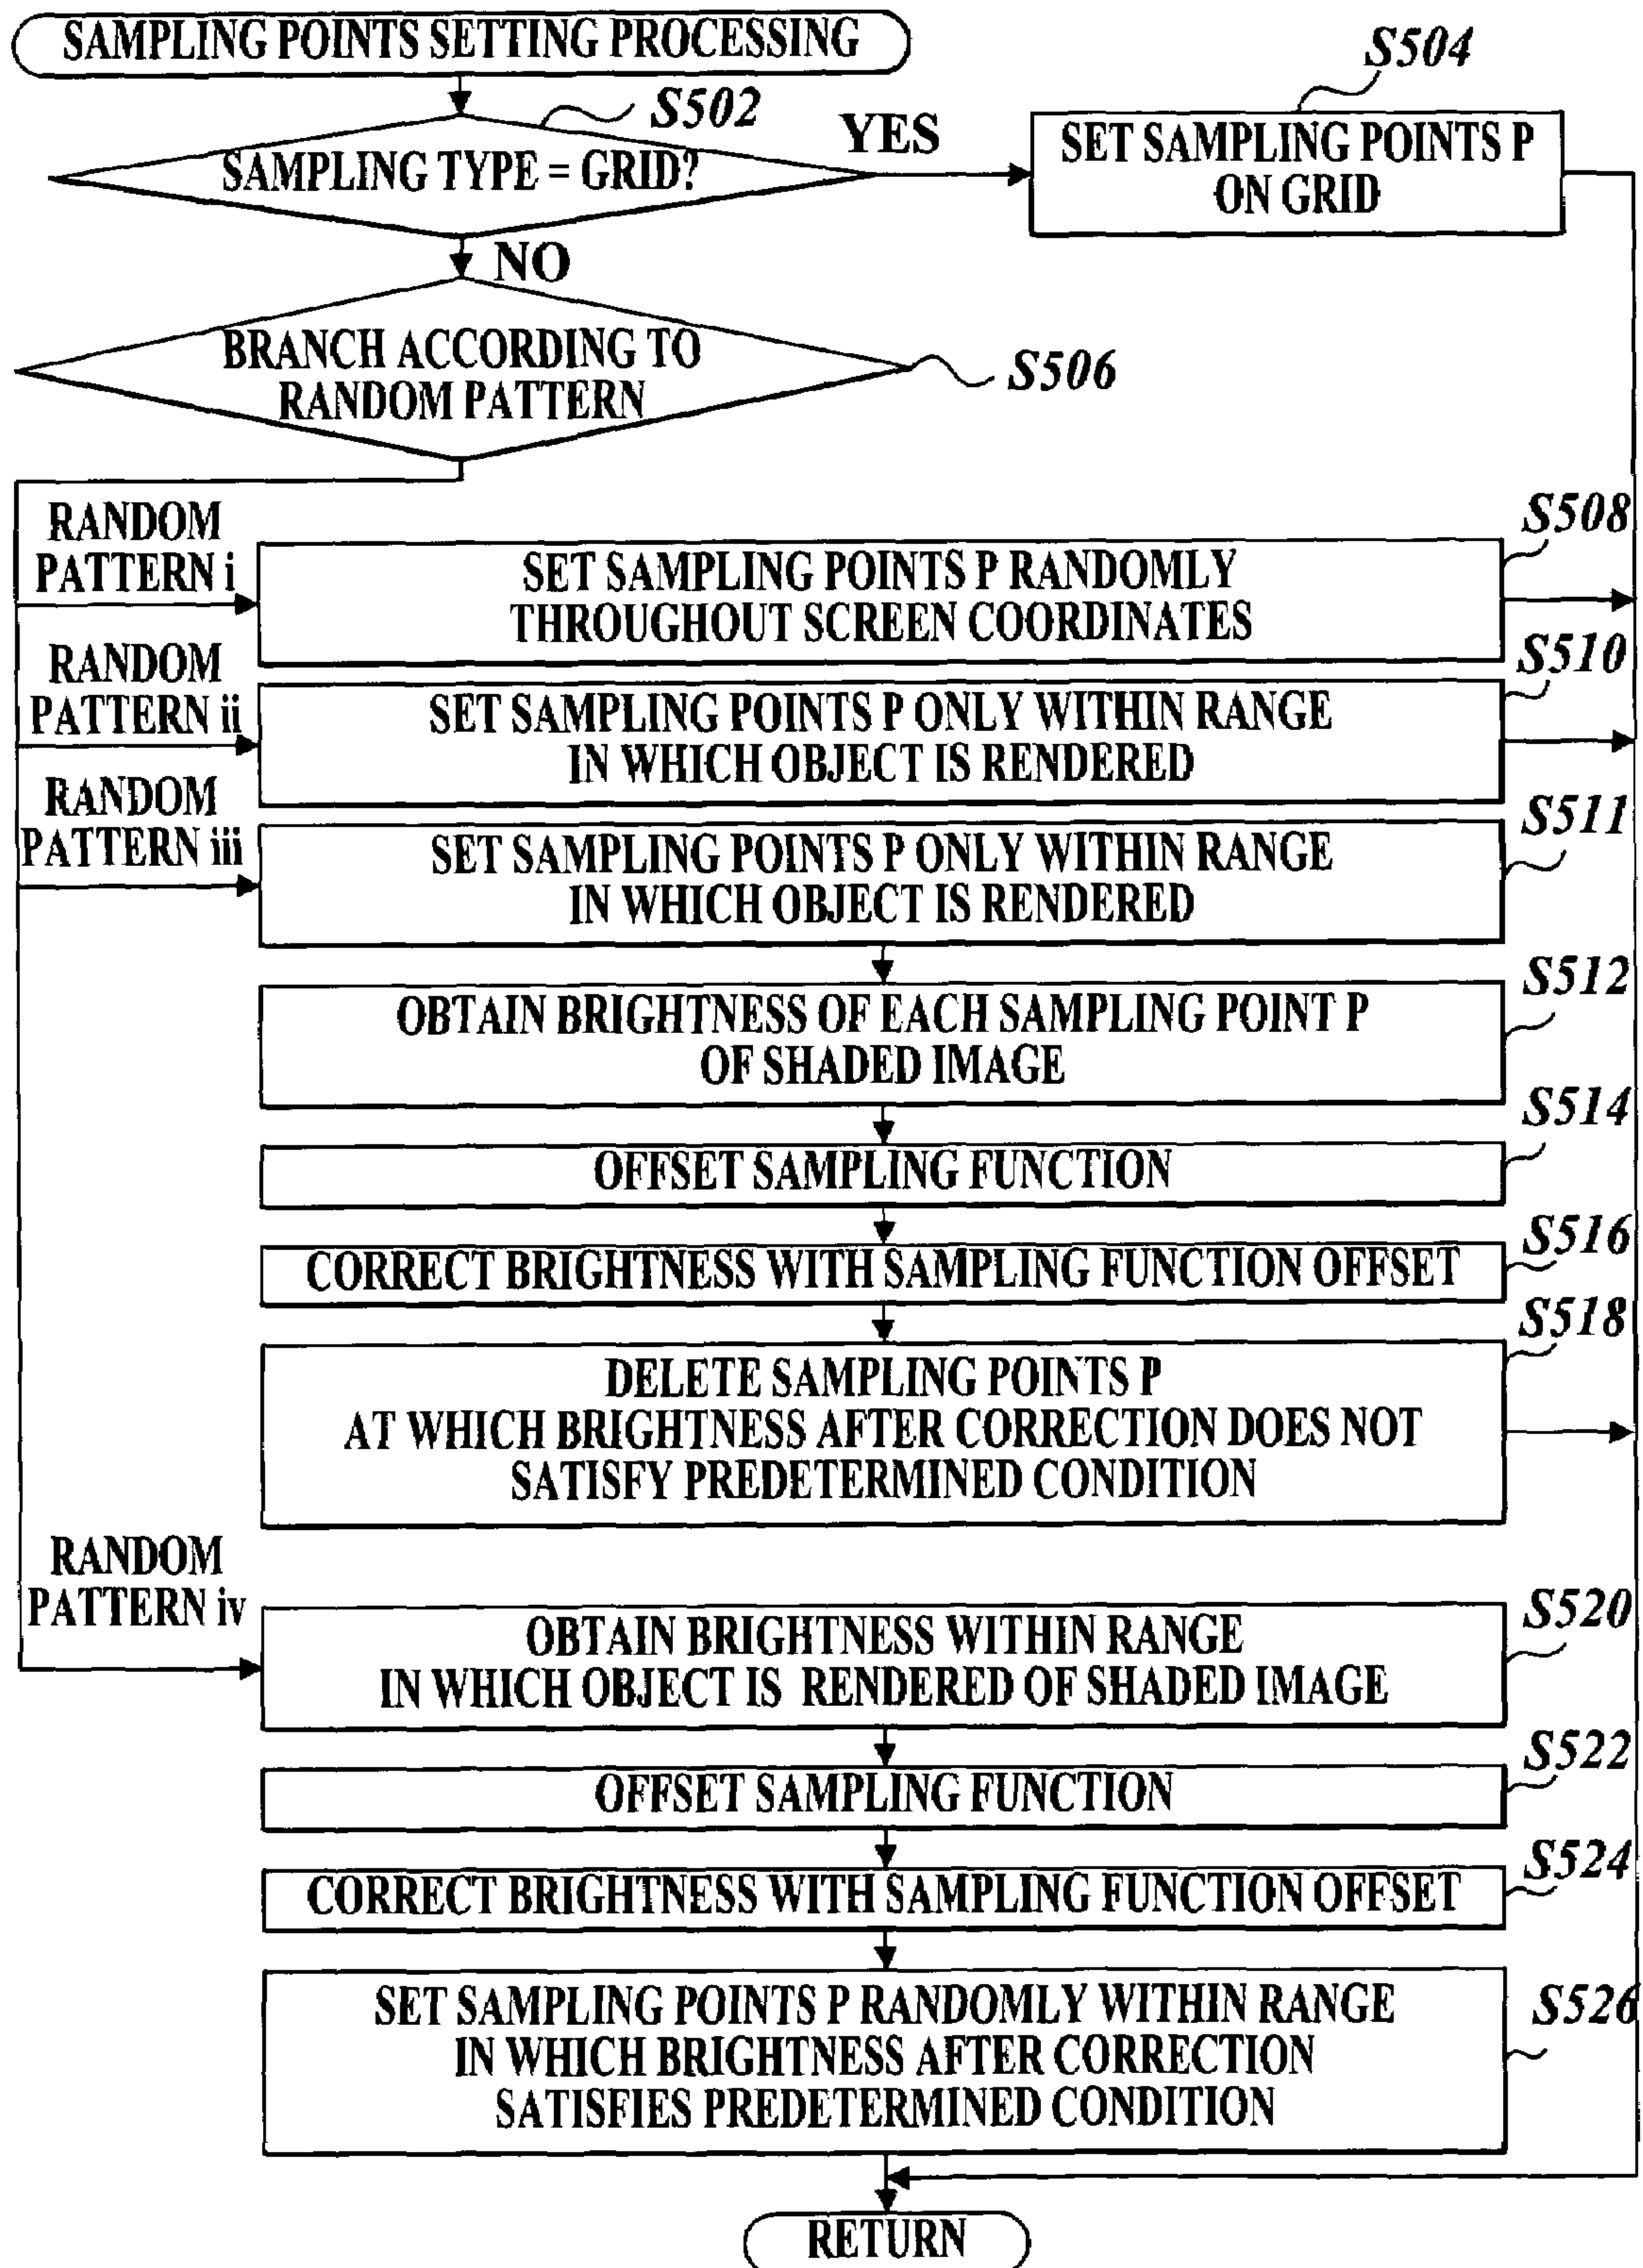 SAMPLING POINTS SETTING PROCESSING
S504
S502
YES
SAMPLING TYPE = GRID?
SET SAMPLING POINTS P
ON GRID
NO
BRANCH ACCORDING TO
RANDOM PATTERN
S506
RANDOM
PATTERN i
S508
SET SAMPLING POINTS P RANDOMLY
THROUGHOUT SCREEN COORDINATES
RANDOM
PATTERN ii
S510
SET SAMPLING POINTS P ONLY WITHIN RANGE
IN WHICH OBJECT IS RENDERED
RANDOM
PATTERN iii
S511
SET SAMPLING POINTS P ONLY WITHIN RANGE
IN WHICH OBJECT IS RENDERED
S512
OBTAIN BRIGHTNESS OF EACH SAMPLING POINT P
OF SHADED IMAGE
S514
OFFSET SAMPLING FUNCTION
S516
CORRECT BRIGHTNESS WITH SAMPLING FUNCTION OFFSET
S518
DELETE SAMPLING POINTS P
AT WHICH BRIGHTNESS AFTER CORRECTION DOES NOT
SATISFY PREDETERMINED CONDITION
RANDOM
PATTERN iv
S520
OBTAIN BRIGHTNESS WITHIN RANGE
IN WHICH OBJECT IS RENDERED OF SHADED IMAGE
S522
OFFSET SAMPLING FUNCTION
S524
CORRECT BRIGHTNESS WITH SAMPLING FUNCTION OFFSET
S526
SET SAMPLING POINTS P RANDOMLY WITHIN RANGE
IN WHICH BRIGHTNESS AFTER CORRECTION
SATISFIES PREDETERMINED CONDITION
RETURN